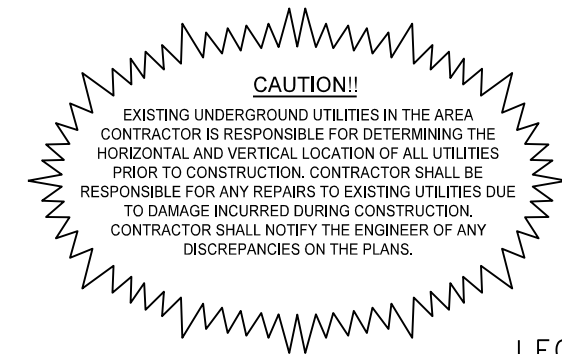 CAUTION!!
EXISTING UNDERGROUND UTILITIES IN THE AREA
CONTRACTOR IS RESPONSIBLE FOR DETERMINING THE
HORIZONTAL AND VERTICAL LOCATION OF ALL UTILITIES
PRIOR TO CONSTRUCTION. CONTRACTOR SHALL BE
RESPONSIBLE FOR ANY REPAIRS TO EXISTING UTILITIES DUE
TO DAMAGE INCURRED DURING CONSTRUCTION.
CONTRACTOR SHALL NOTIFY THE ENGINEER OF ANY
DISCREPANCIES ON THE PLANS.